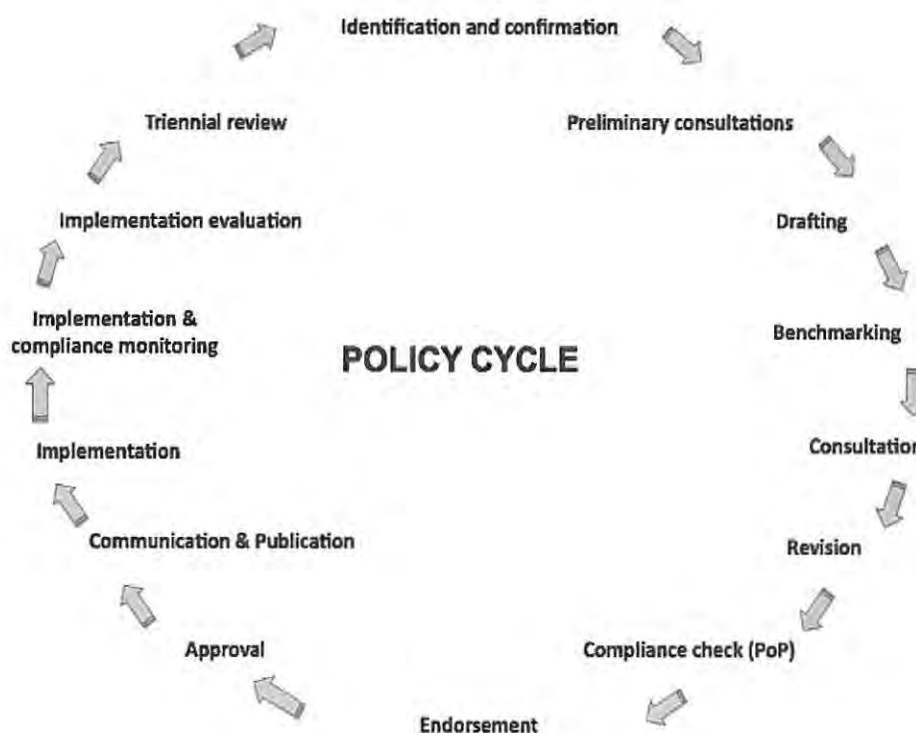 Identification and confirmation
Preliminary consultations
Drafting
Benchmarking
Consultation
Revision
Compliance check (PoP)
Endorsement
Approval
Communication & Publication
Implementation
Implementation &
compliance monitoring
Implementation evaluation
Triennial review
POLICY CYCLE